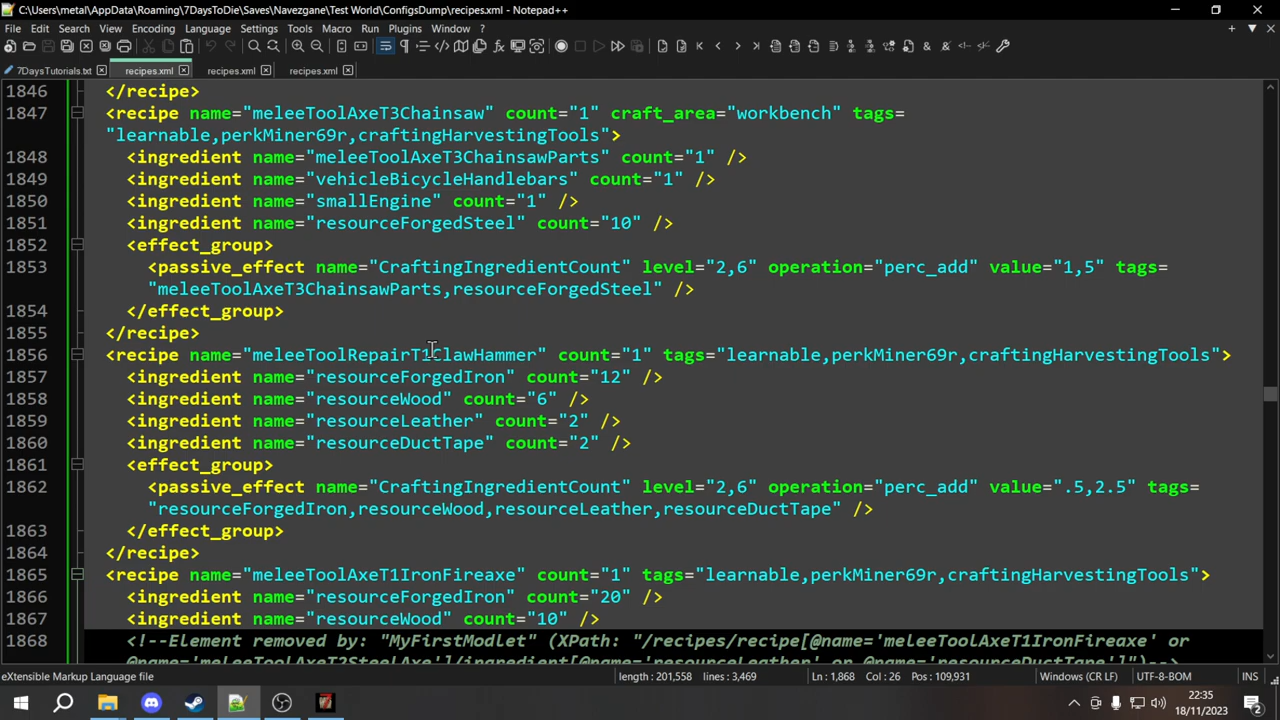 C:\Users\metal\AppData\Roaming\7DaysToDie\Saves\Navezgane\Test World\ConfigsDump\recipes.xml - Notepad++
File Edit Search View Encoding Language Settings Tools Macro Run Plugins Window ?
7DaysTutorials.txt recipes.xml recipes.xml recipes.xml
1846 </recipe>
1847 <recipe name="meleeToolAxeT3Chainsaw" count="1" craft_area="workbench" tags=
"learnable,perkMiner69r,craftingHarvestingTools">
1848 <ingredient name="meleeToolAxeT3ChainsawParts" count="1" />
1849 <ingredient name="vehicleBicycleHandlebars" count="1" />
1850 <ingredient name="smallEngine" count="1" />
1851 <ingredient name="resourceForgedSteel" count="10" />
1852 <effect_group>
1853 <passive_effect name="CraftingIngredientCount" level="2,6" operation="perc_add" value="1,5" tags=
"meleeToolAxeT3ChainsawParts,resourceForgedSteel" />
1854 </effect_group>
1855 </recipe>
1856 <recipe name="meleeToolRepairT1ClawHammer" count="1" tags="learnable,perkMiner69r,craftingHarvestingTools">
1857 <ingredient name="resourceForgedIron" count="12" />
1858 <ingredient name="resourceWood" count="6" />
1859 <ingredient name="resourceLeather" count="2" />
1860 <ingredient name="resourceDuctTape" count="2" />
1861 <effect_group>
1862 <passive_effect name="CraftingIngredientCount" level="2,6" operation="perc_add" value=".5,2.5" tags=
"resourceForgedIron,resourceWood,resourceLeather,resourceDuctTape" />
1863 </effect_group>
1864 </recipe>
1865 <recipe name="meleeToolAxeT1IronFireaxe" count="1" tags="learnable,perkMiner69r,craftingHarvestingTools">
1866 <ingredient name="resourceForgedIron" count="20" />
1867 <ingredient name="resourceWood" count="10" />
1868 <!--Element removed by: "MyFirstModlet" (XPath: "/recipes/recipe[@name='meleeToolAxeT1IronFireaxe' or
@name='meleeToolAxeT2SteelAxe']/ingredient[@name='resourceLeather' or @name='resourceDuctTape']")-->
eXtensible Markup Language file length : 201,558 lines : 3,469 Ln : 1,868 Col : 26 Pos : 109,931 Windows (CR LF) UTF-8-BOM INS
22:35
18/11/2023
2